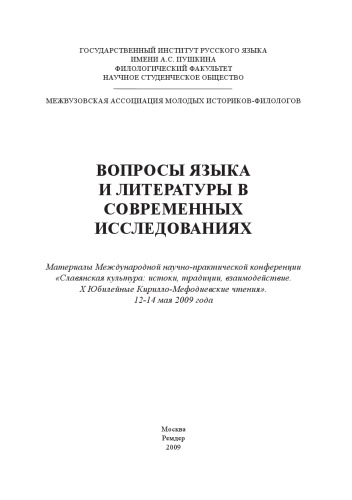 ГОСУДАРСТВЕННЫЙ ИНСТИТУТ РУССКОГО ЯЗЫКА
ИМЕНИ А.С. ПУШКИНА
ФИЛОЛОГИЧЕСКИЙ ФАКУЛЬТЕТ
НАУЧНОЕ СТУДЕНЧЕСКОЕ ОБЩЕСТВО
МЕЖВУЗОВСКАЯ АССОЦИАЦИЯ МОЛОДЫХ ИСТОРИКОВ-ФИЛОЛОГОВ
ВОПРОСЫ ЯЗЫКА
И ЛИТЕРАТУРЫ В
СОВРЕМЕННЫХ
ИССЛЕДОВАНИЯХ
Материалы Международной научно-практической конференции
«Славянская культура: истоки, традиции, взаимодействие.
X Юбилейные Кирилло-Мефодиевские чтения».
12-14 мая 2009 года
Москва
Ремдер
2009